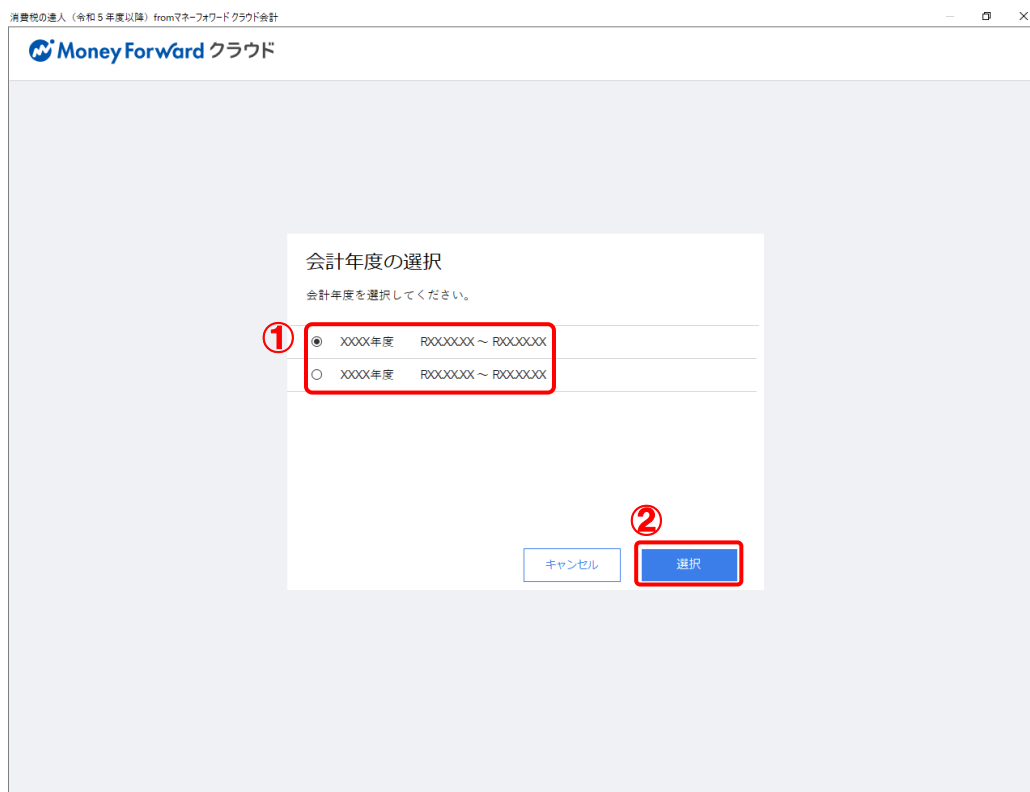 消費税の達人（令和５年度以降）fromマネーフォワード クラウド会計
Money Forward クラウド
会計年度の選択
会計年度を選択してください。
①
XXXX年度 RXX.XX.XX ～ RXX.XX.XX
XXXX年度 RXX.XX.XX ～ RXX.XX.XX
②
キャンセル 選択